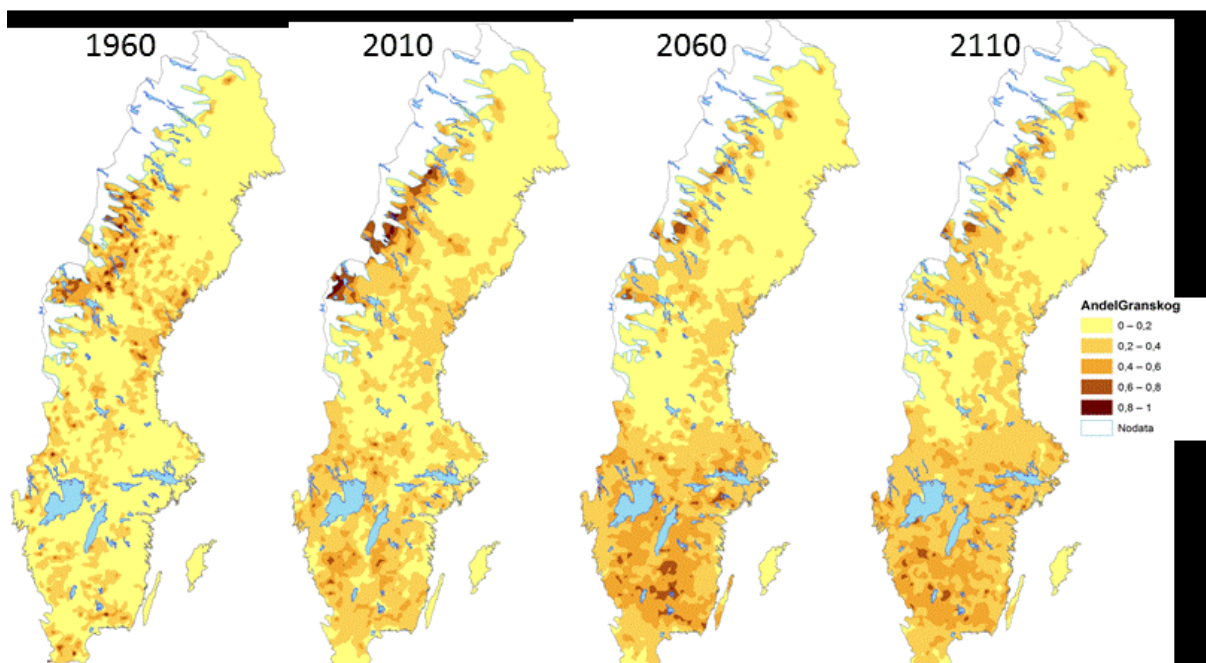 1960
2010
2060
2110
AndelGranskog
0 – 0,2
0,2 – 0,4
0,4 – 0,6
0,6 – 0,8
0,8 – 1
Nodata